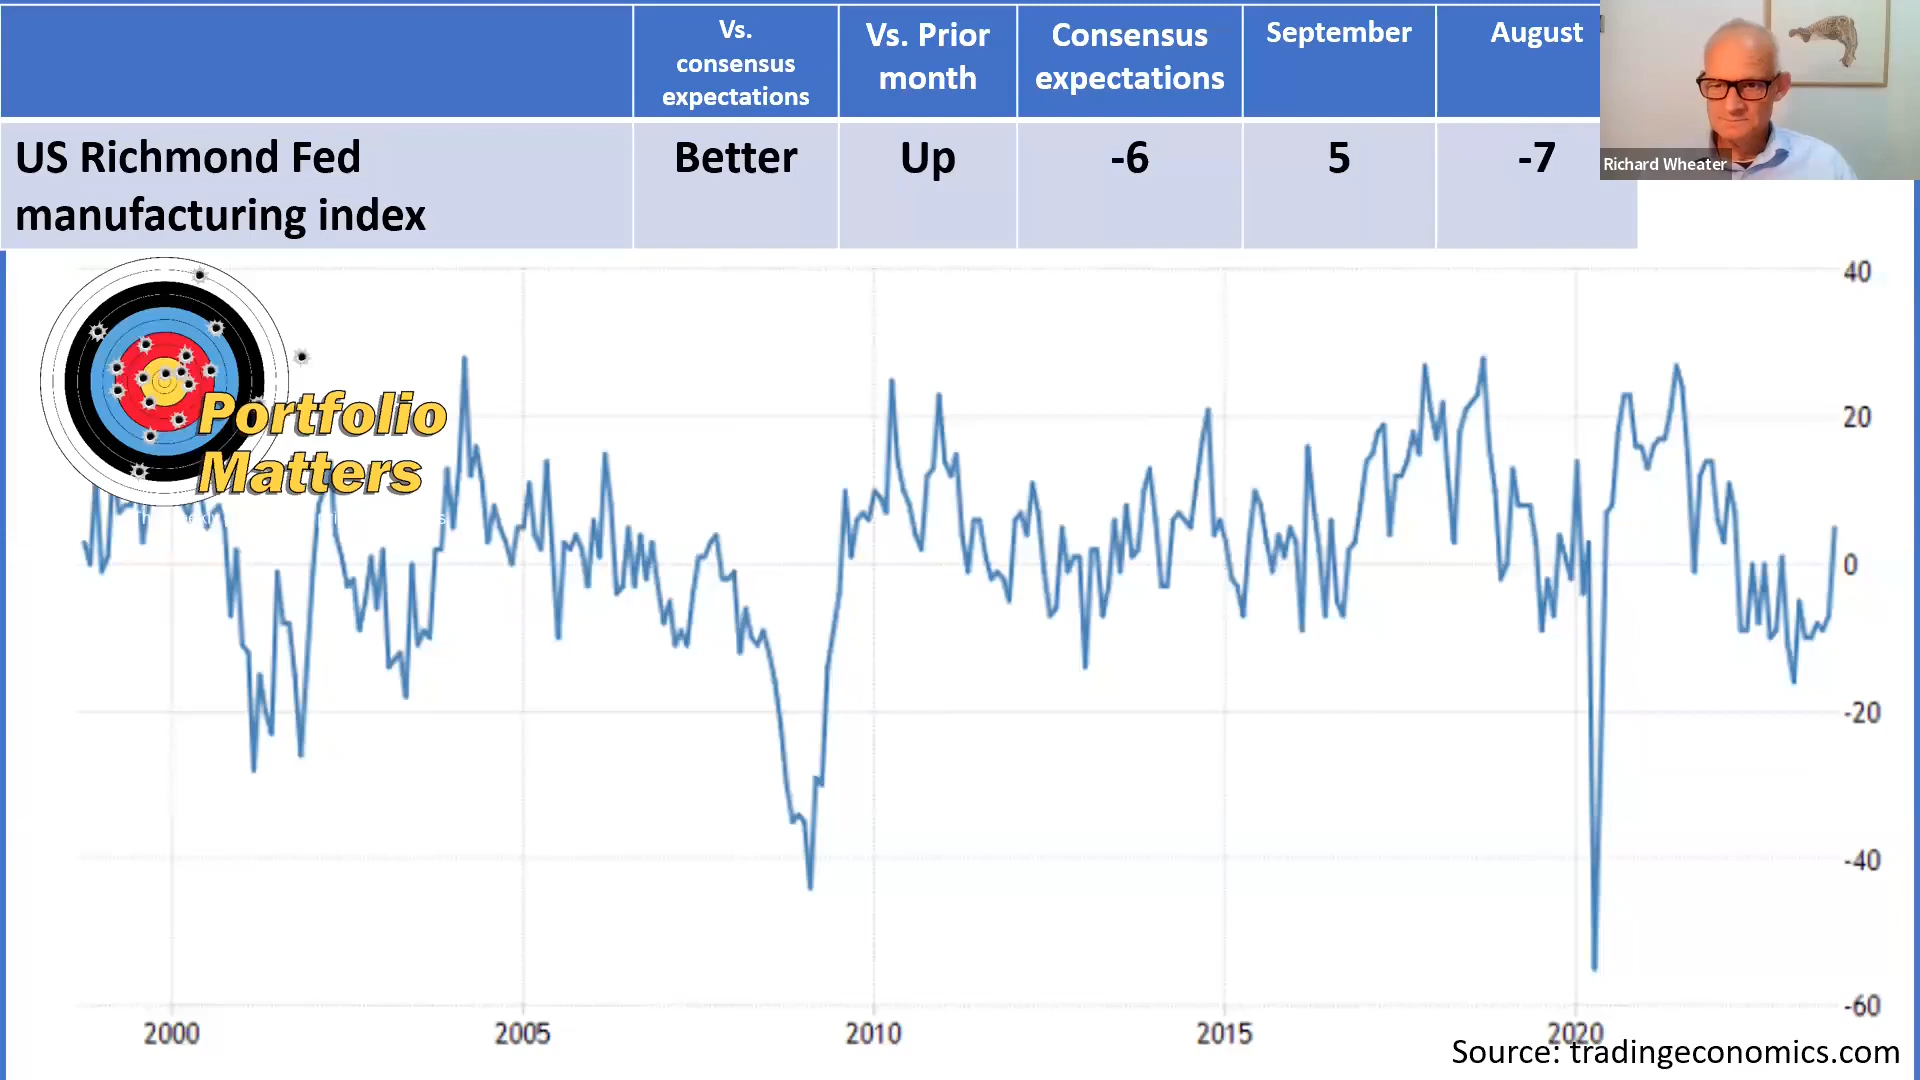 Vs.
consensus
expectations
Vs. Prior
month
Consensus
expectations
September
August
US Richmond Fed
manufacturing index
Better
Up
-6
5
-7
Richard Wheater
Portfolio
Matters
40
20
0
-20
-40
-60
2000
2005
2010
2015
2020
Source: tradingeconomics.com